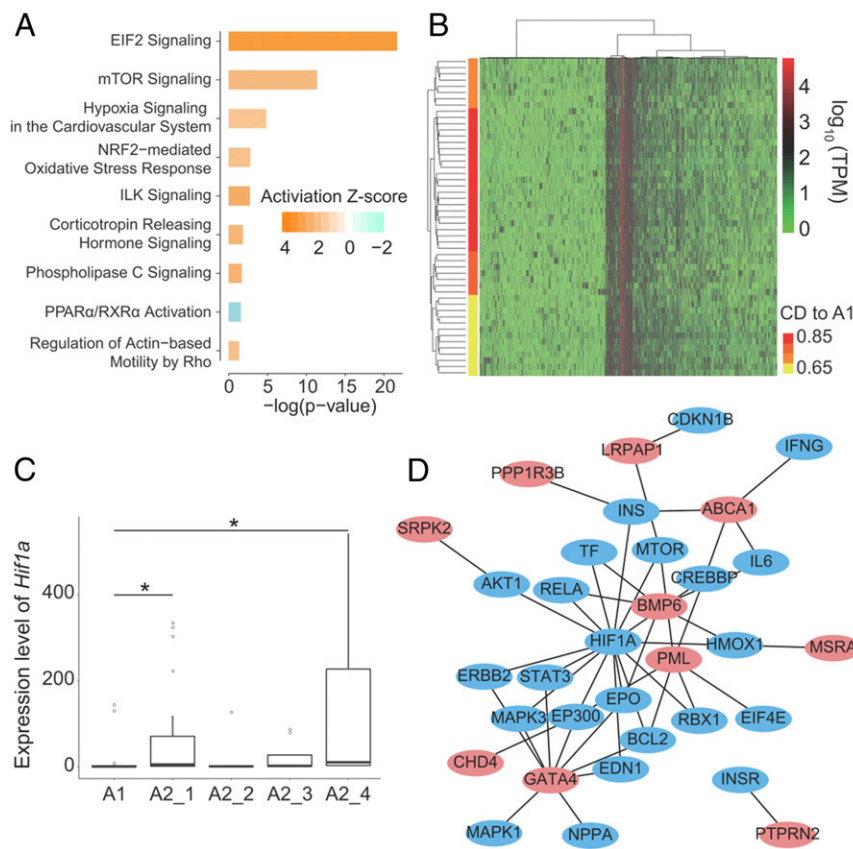 A
EIF2 Signaling
mTOR Signaling
Hypoxia Signaling
in the Cardiovascular System
NRF2−mediated
Oxidative Stress Response
ILK Signaling
Corticotropin Releasing
Hormone Signaling
Phospholipase C Signaling
PPARα/RXRα Activation
Regulation of Actin-based
Motility by Rho
Activiation Z-score
4 2 0 −2
0 5 10 15 20
−log(p-value)
B
4
3
2
1
0
log10 (TPM)
CD to A1
0.85
0.65
C
Expression level of Hif1a
400
200
0
*
*
A1 A2_1 A2_2 A2_3 A2_4
D
CDKN1B
LRPAP1
IFNG
PPP1R3B
INS
ABCA1
SRPK2
TF
MTOR
IL6
AKT1
RELA
CREBBP
BMP6
HIF1A
HMOX1
MSRA
PML
ERBB2
STAT3
EPO
MAPK3
EP300
RBX1
EIF4E
BCL2
CHD4
EDN1
GATA4
INSR
MAPK1
NPPA
PTPRN2